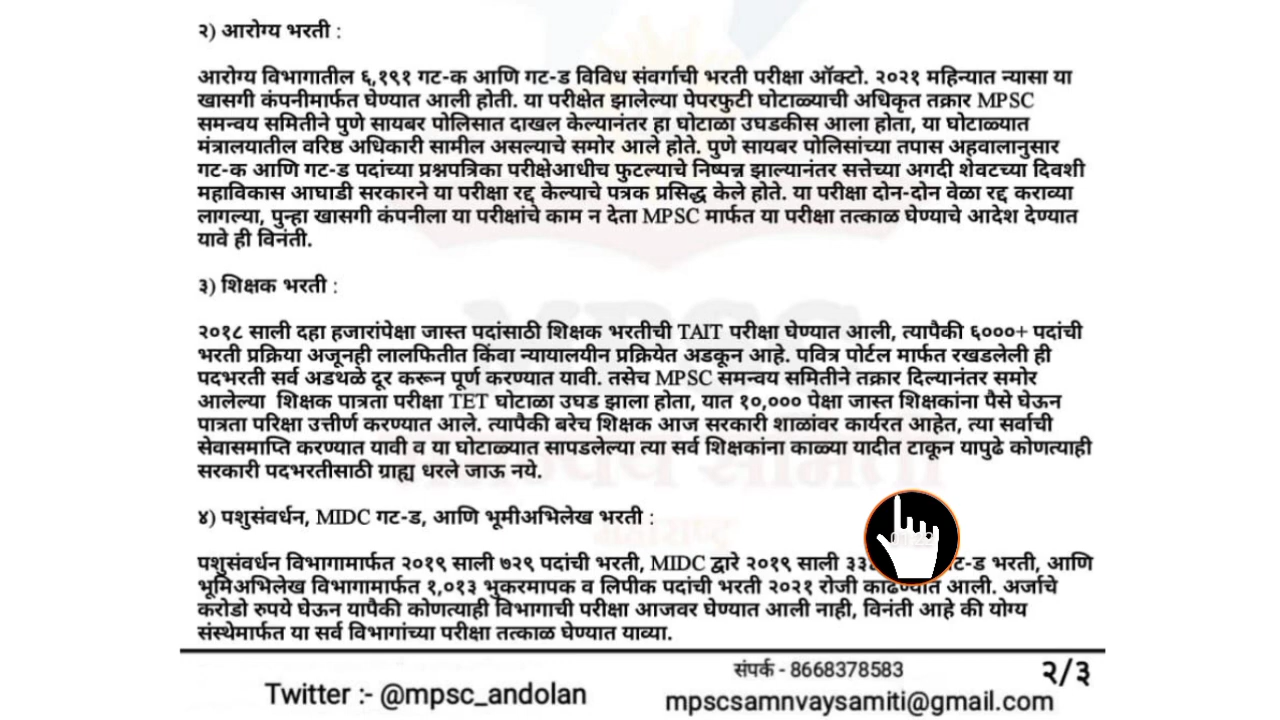 २) आरोग्य भरती :
आरोग्य विभागातील ६,१९१ गट-क आणि गट-ड विविध संवर्गाची भरती परीक्षा ऑक्टो. २०२१ महिन्यात न्यासा या
खासगी कंपनीमार्फत घेण्यात आली होती. या परीक्षेत झालेल्या पेपरफुटी घोटाळ्याची अधिकृत तक्रार MPSC
समन्वय समितीने पुणे सायबर पोलिसात दाखल केल्यानंतर हा घोटाळा उघडकीस आला होता, या घोटाळ्यात
मंत्रालयातील वरिष्ठ अधिकारी सामील असल्याचे समोर आले होते. पुणे सायबर पोलिसांच्या तपास अहवालानुसार
गट-क आणि गट-ड पदांच्या प्रश्नपत्रिका परीक्षेआधीच फुटल्याचे निष्पन्न झाल्यानंतर सत्तेच्या अगदी शेवटच्या दिवशी
महाविकास आघाडी सरकारने या परीक्षा रद्द केल्याचे पत्रक प्रसिद्ध केले होते. या परीक्षा दोन-दोन वेळा रद्द कराव्या
लागल्या, पुन्हा खासगी कंपनीला या परीक्षांचे काम न देता MPSC मार्फत या परीक्षा तत्काळ घेण्याचे आदेश देण्यात
यावे ही विनंती.
३) शिक्षक भरती :
२०१८ साली दहा हजारांपेक्षा जास्त पदांसाठी शिक्षक भरतीची TAIT परीक्षा घेण्यात आली, त्यापैकी ६०००+ पदांची
भरती प्रक्रिया अजूनही लालफितीत किंवा न्यायालयीन प्रक्रियेत अडकून आहे. पवित्र पोर्टल मार्फत रखडलेली ही
पदभरती सर्व अडथळे दूर करून पूर्ण करण्यात यावी. तसेच MPSC समन्वय समितीने तक्रार दिल्यानंतर समोर
आलेल्या शिक्षक पात्रता परीक्षा TET घोटाळा उघड झाला होता, यात १०,००० पेक्षा जास्त शिक्षकांना पैसे घेऊन
पात्रता परिक्षा उत्तीर्ण करण्यात आले. त्यापैकी बरेच शिक्षक आज सरकारी शाळांवर कार्यरत आहेत, त्या सर्वाची
सेवासमाप्ति करण्यात यावी व या घोटाळ्यात सापडलेल्या त्या सर्व शिक्षकांना काळ्या यादीत टाकून यापुढे कोणत्याही
सरकारी पदभरतीसाठी ग्राह्य धरले जाऊ नये.
४) पशुसंवर्धन, MIDC गट-ड, आणि भूमीअभिलेख भरती :
पशुसंवर्धन विभागामार्फत २०१९ साली ७२९ पदांची भरती, MIDC द्वारे २०१९ साली भरती, आणि
भूमिअभिलेख विभागामार्फत १,०१३ भुकरमापक व लिपीक पदांची भरती २०२१ रोजी काढण्यात आली. अर्जाचे
करोडो रुपये घेऊन यापैकी कोणत्याही विभागाची परीक्षा आजवर घेण्यात आली नाही, विनंती आहे की योग्य
संस्थेमार्फत या सर्व विभागांच्या परीक्षा तत्काळ घेण्यात याव्या.
संपर्क - 8668378583
२/३
Twitter :- @mpsc_andolan
mpscsamnvaysamiti@gmail.com